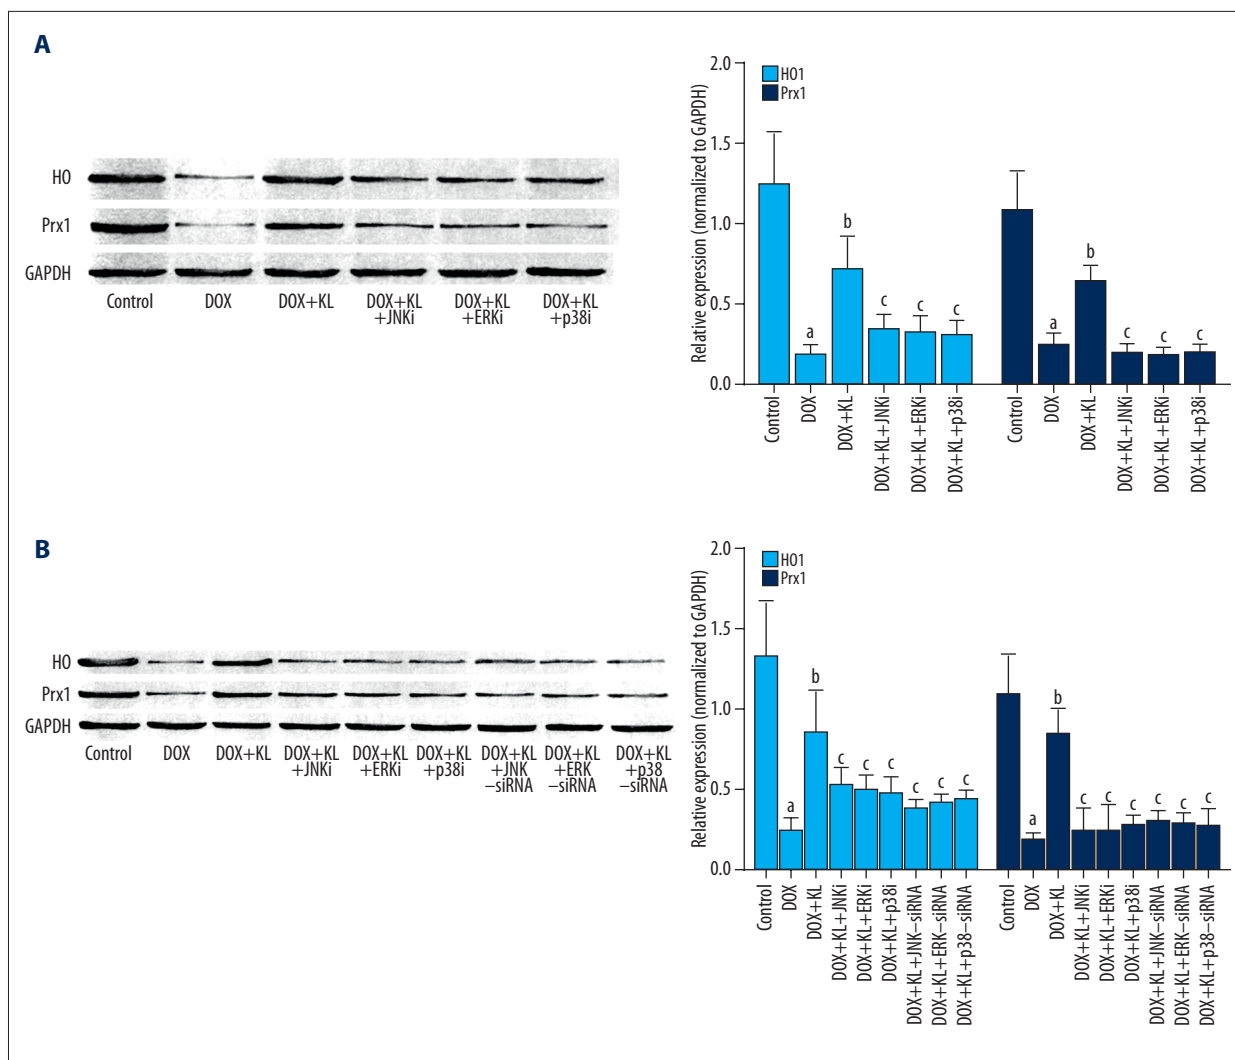 A
HO
Prx1
GAPDH
Control DOX DOX+KL DOX+KL DOX+KL DOX+KL
+JNKi +ERKi +p38i
Relative expression (normalized to GAPDH)
2.0
1.5
1.0
0.5
0.0
HO1
Prx1
a b c c c a b c c c
Control DOX DOX+KL DOX+KL+JNKi DOX+KL+ERKi DOX+KL+p38i Control DOX DOX+KL DOX+KL+JNKi DOX+KL+ERKi DOX+KL+p38i
B
HO
Prx1
GAPDH
Control DOX DOX+KL DOX+KL DOX+KL DOX+KL DOX+KL DOX+KL DOX+KL
+JNKi +ERKi +p38i +JNK +ERK +p38
–siRNA –siRNA –siRNA
Relative expression (normalized to GAPDH)
2.0
1.5
1.0
0.5
0.0
HO1
Prx1
a b c c c c c c a b c c c c c c
Control DOX DOX+KL DOX+KL+JNKi DOX+KL+ERKi DOX+KL+p38i DOX+KL+JNK–siRNA DOX+KL+ERK–siRNA DOX+KL+p38–siRNA Control DOX DOX+KL DOX+KL+JNKi DOX+KL+ERKi DOX+KL+p38i DOX+KL+JNK–siRNA DOX+KL+ERK–siRNA DOX+KL+p38–siRNA